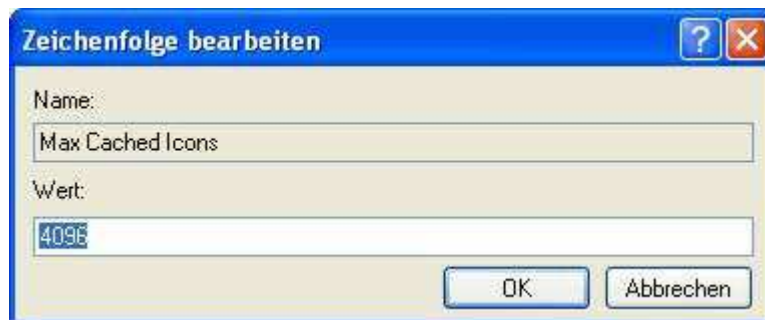 Zeichenfolge bearbeiten
Name:
Max Cached Icons
Wert:
4096
OK Abbrechen